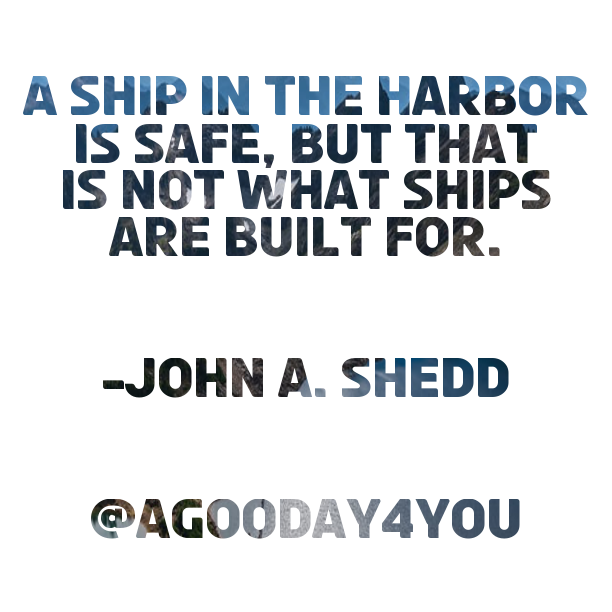 A SHIP IN THE HARBOR
IS SAFE, BUT THAT
IS NOT WHAT SHIPS
ARE BUILT FOR.
-JOHN A. SHEDD
@AGOODAY4YOU